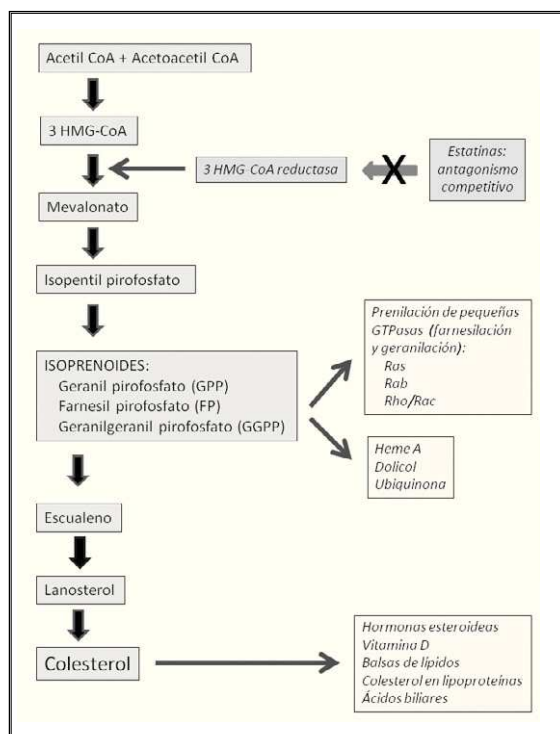 Acetil CoA + Acetoacetil CoA
3 HMG-CoA
3 HMG-CoA reductasa
Estatinas:
antagonismo
competitivo
Mevalonato
Isopentil pirofosfato
Prenilación de pequeñas
GTPasas (farnesilación
y geranilación):
Ras
Rab
Rho/Rac
ISOPRENOIDES:
Geranil pirofosfato (GPP)
Farnesil pirofosfato (FP)
Geranilgeranil pirofosfato (GGPP)
Heme A
Dolicol
Ubiquinona
Escualeno
Lanosterol
Colesterol
Hormonas esteroideas
Vitamina D
Balsas de lípidos
Colesterol en lipoproteínas
Ácidos biliares